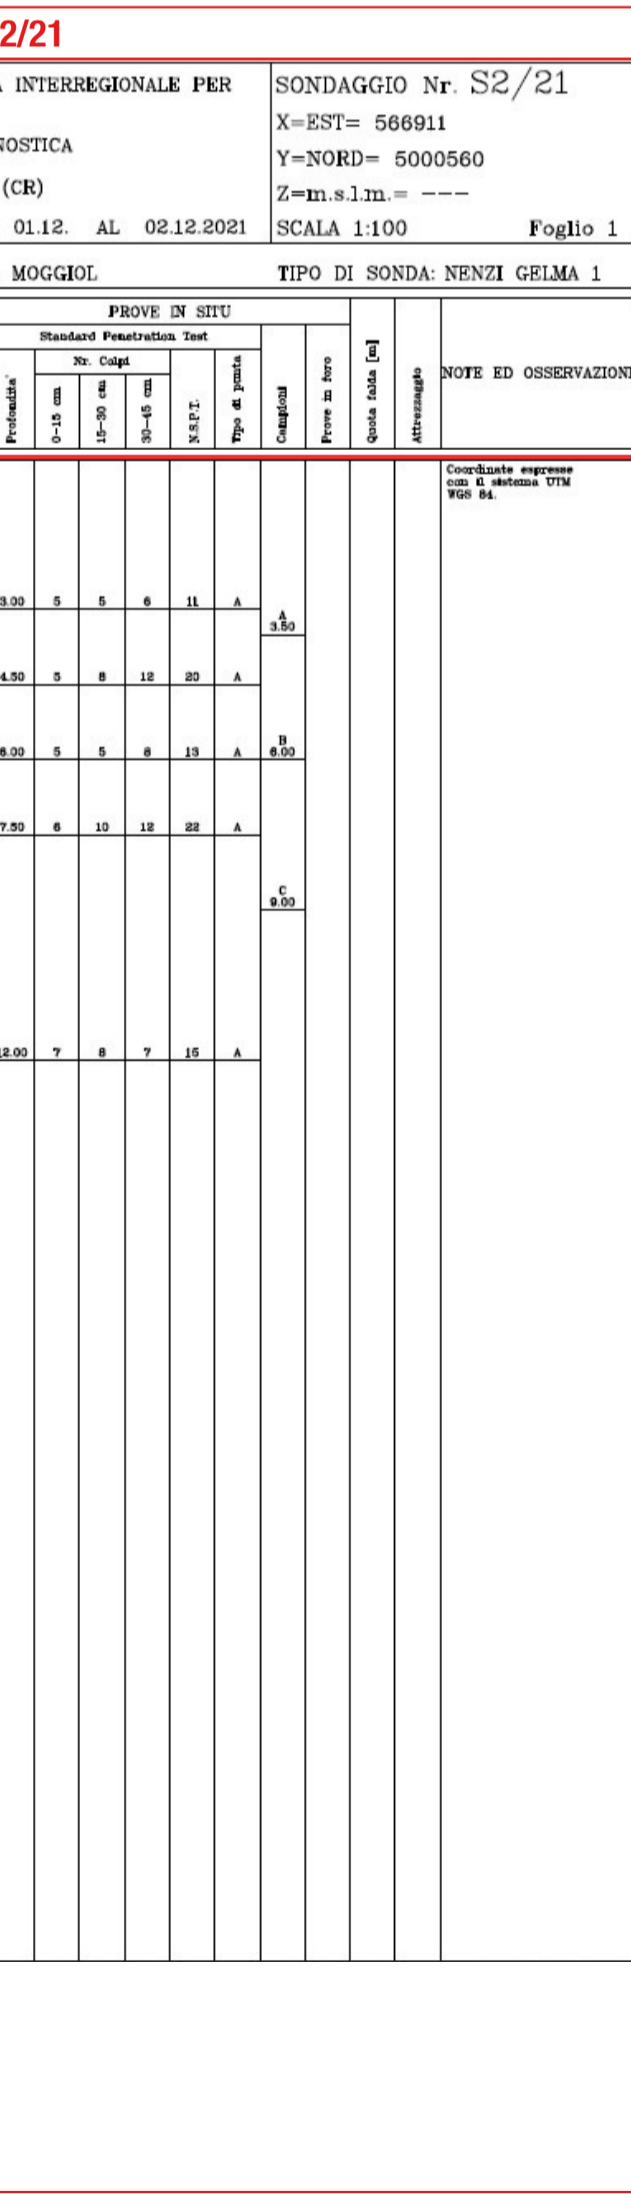 2/21
A INTERREGIONALE PER
NOSTICA
(CR)
01.12. AL 02.12.2021
SONDAGGIO Nr. S2/21
X=EST= 566911
Y=NORD= 5000560
Z=m.s.l.m.= ---
SCALA 1:100 Foglio 1
MOGGIOL TIPO DI SONDA: NENZI GELMA 1
PROVE IN SITU
Standard Penetration Test
Nr. Colpi
Profondita'
0-15 cm
15-30 cm
30-45 cm
N.S.P.T.
Tipo di punta
Campioni
Prove in foro
Quota falda [m]
Attrezzaggio
NOTE ED OSSERVAZIONI
Coordinate espresse
con il sistema UTM
WGS 84.
3.00 5 5 6 11 A
A
3.50
4.50 5 8 12 20 A
B
6.00 5 5 8 13 A 6.00
7.50 6 10 12 22 A
C
9.00
12.00 7 8 7 15 A